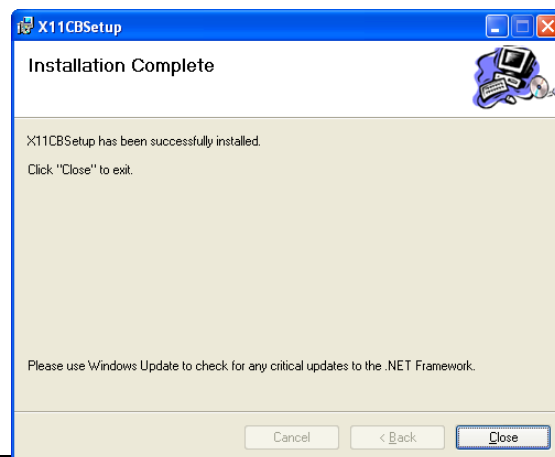 X11CBSetup
Installation Complete
X11CBSetup has been successfully installed.
Click "Close" to exit.
Please use Windows Update to check for any critical updates to the .NET Framework.
Cancel
< Back
Close